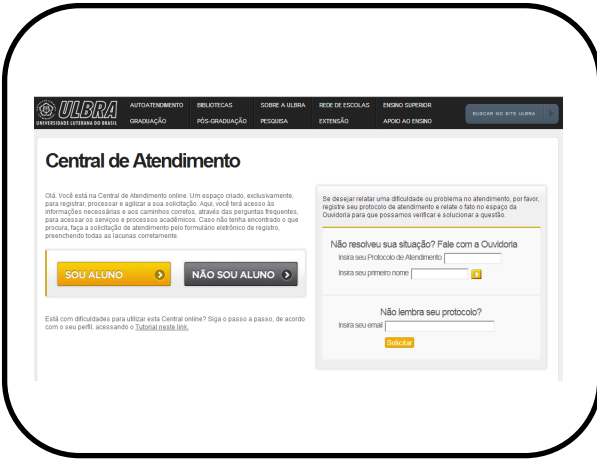 ULBRA
UNIVERSIDADE LUTERANA DO BRASIL
AUTOATENDIMENTO BIBLIOTECAS SOBRE A ULBRA REDE DE ESCOLAS ENSINO SUPERIOR
GRADUAÇÃO PÓS-GRADUAÇÃO PESQUISA EXTENSÃO APOIO AO ENSINO
BUSCAR NO SITE ULBRA
Central de Atendimento
Olá. Você está na Central de Atendimento online. Um espaço criado, exclusivamente,
para registrar, processar e agilizar a sua solicitação. Aqui, você terá acesso às
informações necessárias e aos caminhos corretos, através das perguntas frequentes,
para acessar os serviços e processos acadêmicos. Caso não tenha encontrado o que
procura, faça a solicitação de atendimento pelo formulário eletrônico de registro,
preenchendo todas as lacunas corretamente.
SOU ALUNO
NÃO SOU ALUNO
Está com dificuldades para utilizar esta Central online? Siga o passo a passo, de acordo
com o seu perfil, acessando o Tutorial neste link.
Se desejar relatar uma dificuldade ou problema no atendimento, por favor,
registre seu protocolo de atendimento e relate o fato no espaço da
Ouvidoria para que possamos verificar e solucionar a questão.
Não resolveu sua situação? Fale com a Ouvidoria
Insira seu Protocolo de Atendimento
Insira seu primeiro nome
Não lembra seu protocolo?
Insira seu email
Solicitar